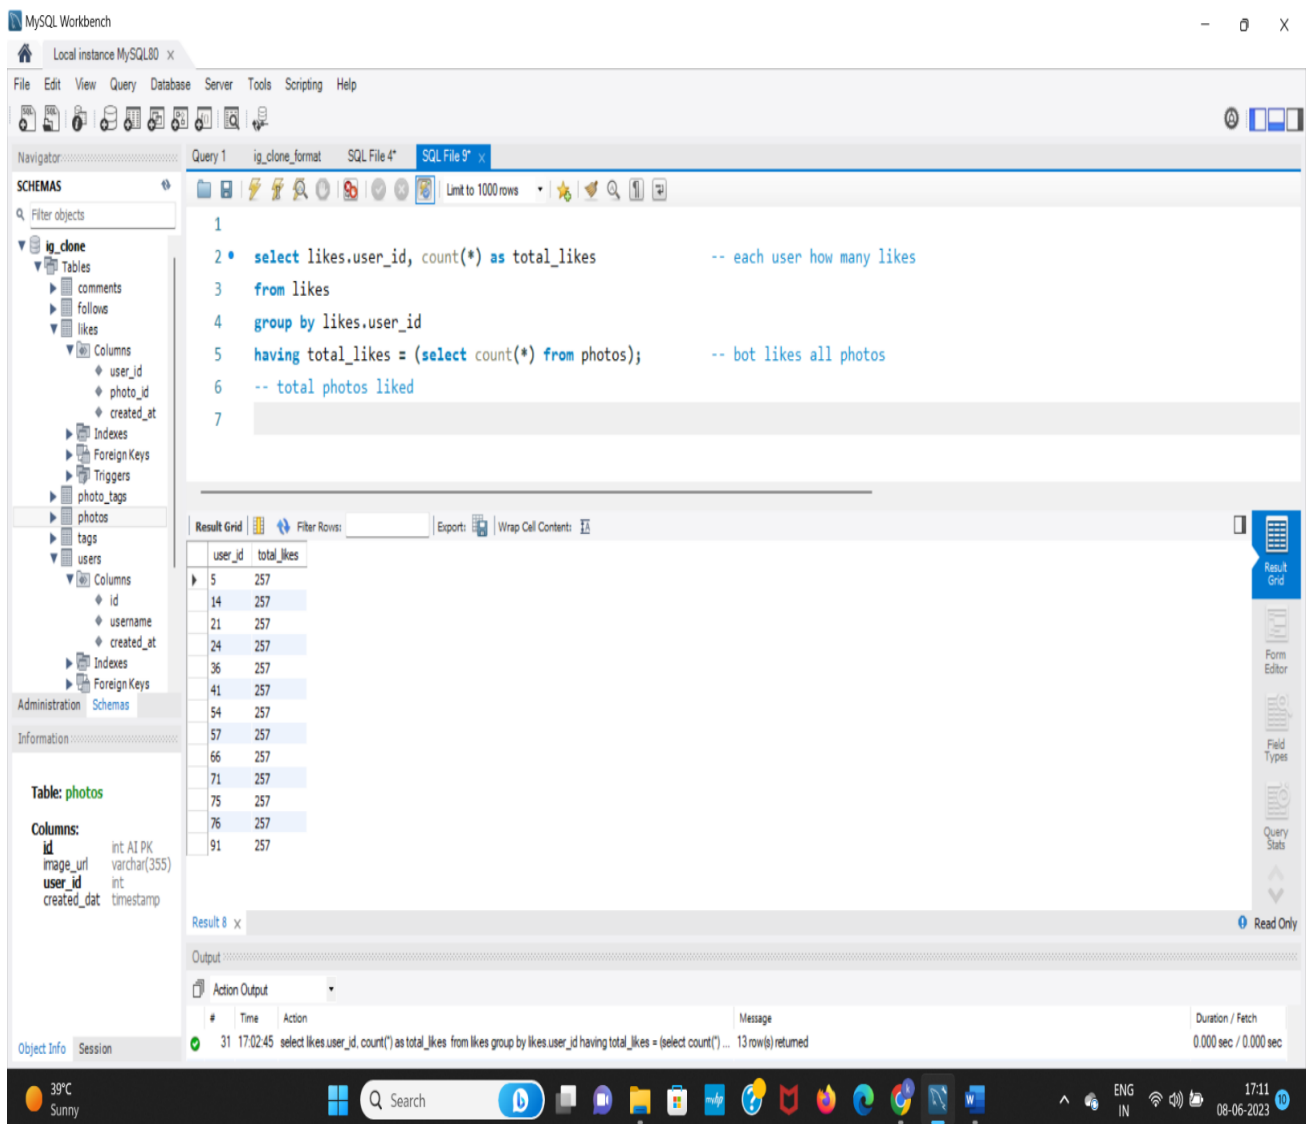 MySQL Workbench
Local instance MySQL80 x
File Edit View Query Database Server Tools Scripting Help
Navigator
SCHEMAS
Filter objects
ig_clone
Tables
comments
follows
likes
Columns
user_id
photo_id
created_at
Indexes
Foreign Keys
Triggers
photo_tags
photos
tags
users
Columns
id
username
created_at
Indexes
Foreign Keys
Administration Schemas
Information
Table: photos
Columns:
id int AI PK
image_url varchar(355)
user_id int
created_dat timestamp
Object Info Session
Query 1 ig_clone_format SQL File 4* SQL File 9* x
Limit to 1000 rows
1
2 select likes.user_id, count(*) as total_likes -- each user how many likes
3 from likes
4 group by likes.user_id
5 having total_likes = (select count(*) from photos); -- bot likes all photos
6 -- total photos liked
7
Result Grid Filter Rows: Export: Wrap Cell Content:
user_id total_likes
5 257
14 257
21 257
24 257
36 257
41 257
54 257
57 257
66 257
71 257
75 257
76 257
91 257
Result Grid
Form Editor
Field Types
Query Stats
Result 8 x Read Only
Output
Action Output
# Time Action Message Duration / Fetch
31 17:02:45 select likes.user_id, count(*) as total_likes from likes group by likes.user_id having total_likes = (select count(*) ... 13 row(s) returned 0.000 sec / 0.000 sec
39°C
Sunny
Search
ENG
IN
17:11
08-06-2023
10